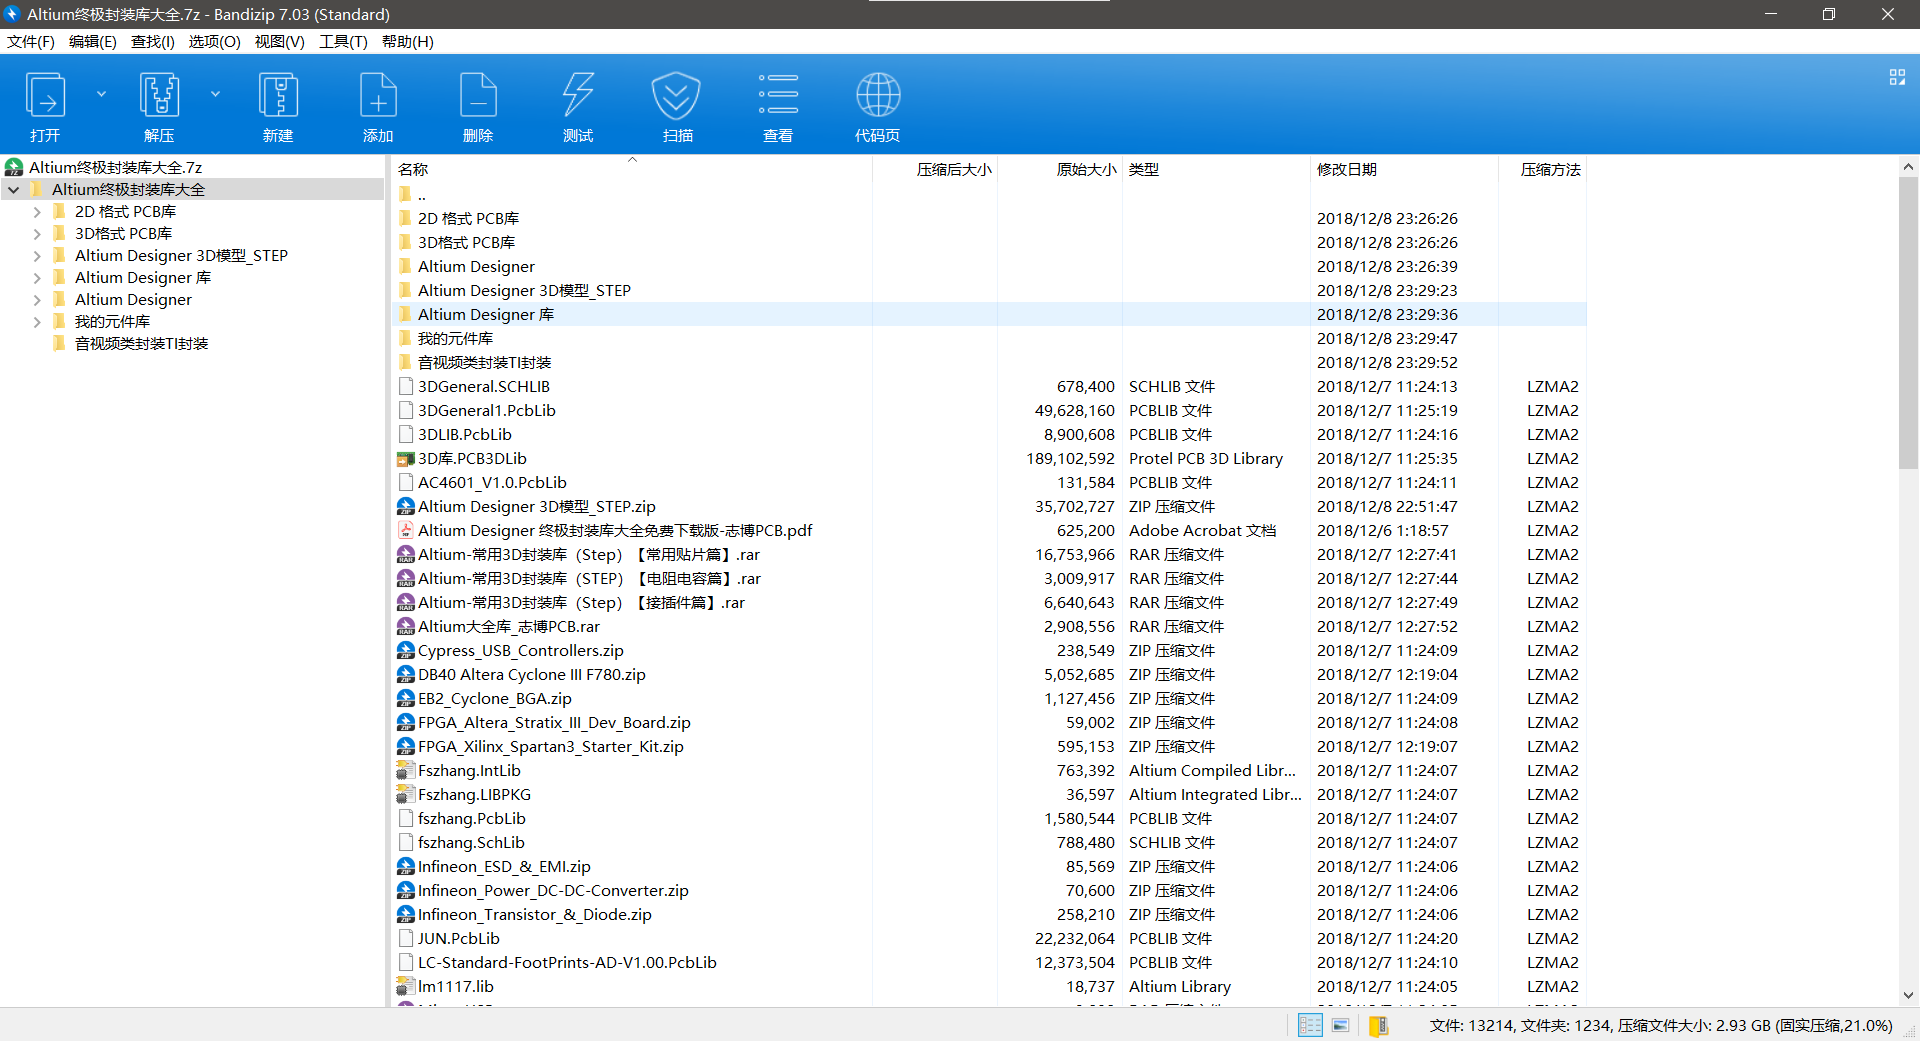 Altium终极封装库大全.7z - Bandizip 7.03 (Standard)
文件(F) 编辑(E) 查找(I) 选项(O) 视图(V) 工具(T) 帮助(H)
打开 解压 新建 添加 删除 测试 扫描 查看 代码页
Altium终极封装库大全.7z
Altium终极封装库大全
2D 格式 PCB库
3D格式 PCB库
Altium Designer 3D模型_STEP
Altium Designer 库
Altium Designer
我的元件库
音视频类封装TI封装
名称 压缩后大小 原始大小 类型 修改日期 压缩方法
..
2D 格式 PCB库 2018/12/8 23:26:26
3D格式 PCB库 2018/12/8 23:26:26
Altium Designer 2018/12/8 23:26:39
Altium Designer 3D模型_STEP 2018/12/8 23:29:23
Altium Designer 库 2018/12/8 23:29:36
我的元件库 2018/12/8 23:29:47
音视频类封装TI封装 2018/12/8 23:29:52
3DGeneral.SCHLIB 678,400 SCHLIB 文件 2018/12/7 11:24:13 LZMA2
3DGeneral1.PcbLib 49,628,160 PCBLIB 文件 2018/12/7 11:25:19 LZMA2
3DLIB.PcbLib 8,900,608 PCBLIB 文件 2018/12/7 11:24:16 LZMA2
3D库.PCB3DLib 189,102,592 Protel PCB 3D Library 2018/12/7 11:25:35 LZMA2
AC4601_V1.0.PcbLib 131,584 PCBLIB 文件 2018/12/7 11:24:11 LZMA2
Altium Designer 3D模型_STEP.zip 35,702,727 ZIP 压缩文件 2018/12/8 22:51:47 LZMA2
Altium Designer 终极封装库大全免费下载版-志博PCB.pdf 625,200 Adobe Acrobat 文档 2018/12/6 1:18:57 LZMA2
Altium-常用3D封装库（Step）【常用贴片篇】.rar 16,753,966 RAR 压缩文件 2018/12/7 12:27:41 LZMA2
Altium-常用3D封装库（STEP）【电阻电容篇】.rar 3,009,917 RAR 压缩文件 2018/12/7 12:27:44 LZMA2
Altium-常用3D封装库（Step）【接插件篇】.rar 6,640,643 RAR 压缩文件 2018/12/7 12:27:49 LZMA2
Altium大全库_志博PCB.rar 2,908,556 RAR 压缩文件 2018/12/7 12:27:52 LZMA2
Cypress_USB_Controllers.zip 238,549 ZIP 压缩文件 2018/12/7 11:24:09 LZMA2
DB40 Altera Cyclone III F780.zip 5,052,685 ZIP 压缩文件 2018/12/7 12:19:04 LZMA2
EB2_Cyclone_BGA.zip 1,127,456 ZIP 压缩文件 2018/12/7 11:24:09 LZMA2
FPGA_Altera_Stratix_III_Dev_Board.zip 59,002 ZIP 压缩文件 2018/12/7 11:24:08 LZMA2
FPGA_Xilinx_Spartan3_Starter_Kit.zip 595,153 ZIP 压缩文件 2018/12/7 12:19:07 LZMA2
Fszhang.IntLib 763,392 Altium Compiled Libr... 2018/12/7 11:24:07 LZMA2
Fszhang.LIBPKG 36,597 Altium Integrated Libr... 2018/12/7 11:24:07 LZMA2
fszhang.PcbLib 1,580,544 PCBLIB 文件 2018/12/7 11:24:07 LZMA2
fszhang.SchLib 788,480 SCHLIB 文件 2018/12/7 11:24:07 LZMA2
Infineon_ESD_&_EMI.zip 85,569 ZIP 压缩文件 2018/12/7 11:24:06 LZMA2
Infineon_Power_DC-DC-Converter.zip 70,600 ZIP 压缩文件 2018/12/7 11:24:06 LZMA2
Infineon_Transistor_&_Diode.zip 258,210 ZIP 压缩文件 2018/12/7 11:24:06 LZMA2
JUN.PcbLib 22,232,064 PCBLIB 文件 2018/12/7 11:24:20 LZMA2
LC-Standard-FootPrints-AD-V1.00.PcbLib 12,373,504 PCBLIB 文件 2018/12/7 11:24:10 LZMA2
lm1117.lib 18,737 Altium Library 2018/12/7 11:24:05 LZMA2
文件: 13214, 文件夹: 1234, 压缩文件大小: 2.93 GB (固实压缩,21.0%)